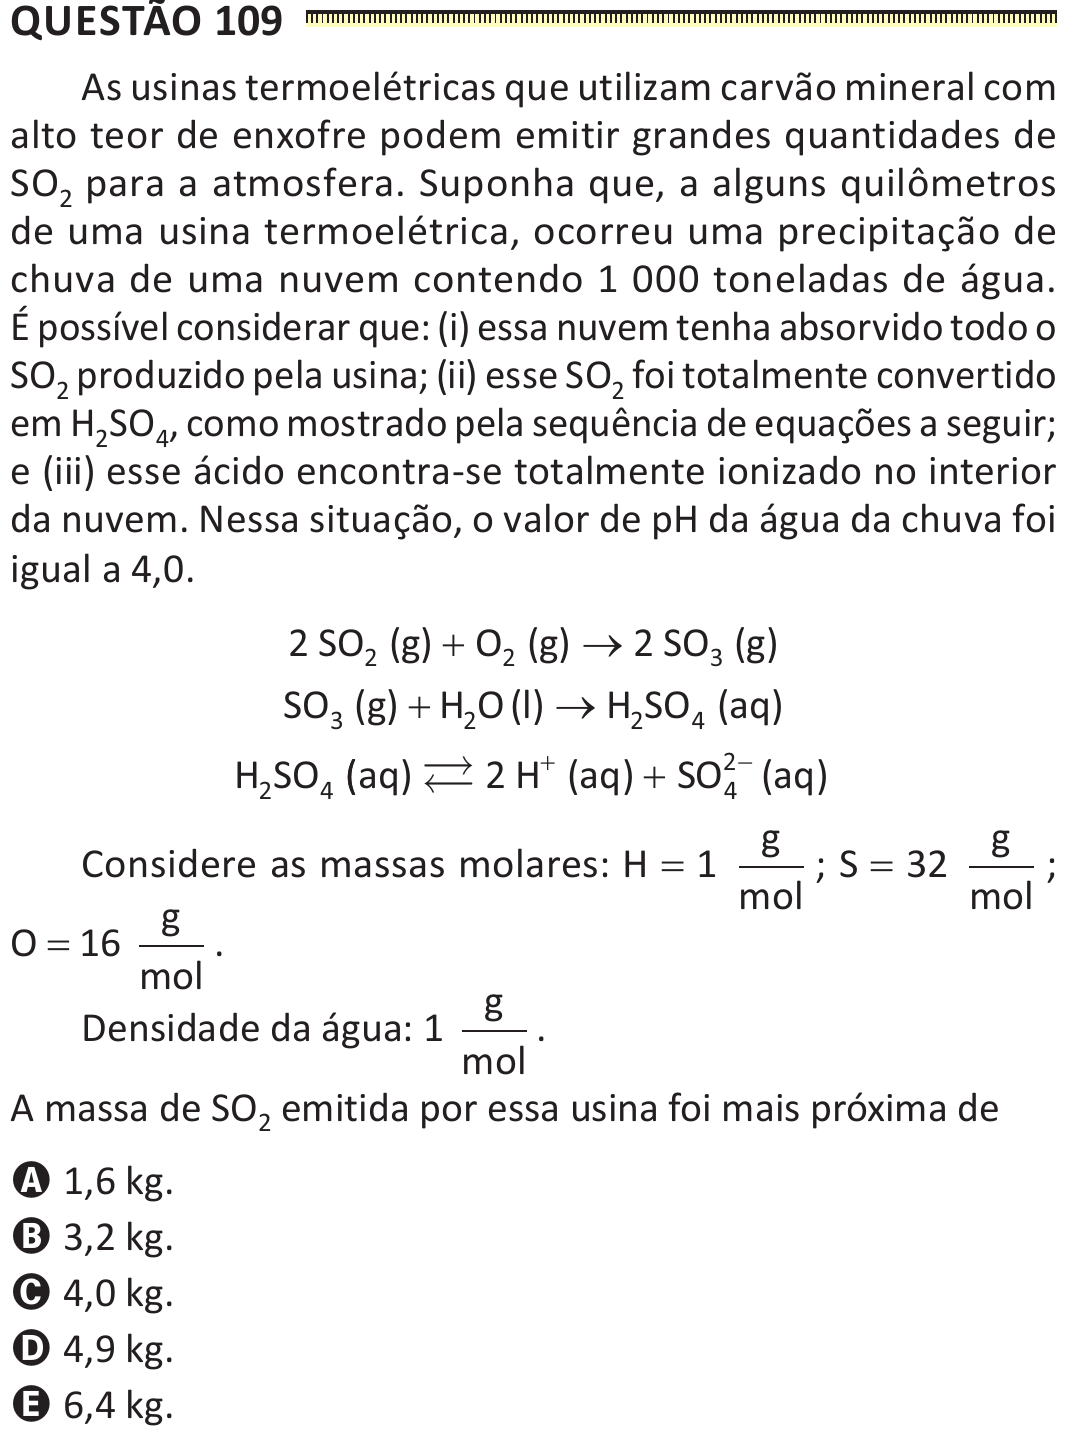 QUESTÃO 109
As usinas termoelétricas que utilizam carvão mineral com
alto teor de enxofre podem emitir grandes quantidades de
SO₂ para a atmosfera. Suponha que, a alguns quilômetros
de uma usina termoelétrica, ocorreu uma precipitação de
chuva de uma nuvem contendo 1 000 toneladas de água.
É possível considerar que: (i) essa nuvem tenha absorvido todo o
SO₂ produzido pela usina; (ii) esse SO₂ foi totalmente convertido
em H₂SO₄, como mostrado pela sequência de equações a seguir;
e (iii) esse ácido encontra-se totalmente ionizado no interior
da nuvem. Nessa situação, o valor de pH da água da chuva foi
igual a 4,0.
2 SO₂ (g) + O₂ (g) → 2 SO₃ (g)
SO₃ (g) + H₂O (l) → H₂SO₄ (aq)
H₂SO₄ (aq) ⇄ 2 H⁺ (aq) + SO₄²⁻ (aq)
Considere as massas molares: H = 1 g/mol ; S = 32 g/mol ;
O = 16 g/mol .
Densidade da água: 1 g/mol .
A massa de SO₂ emitida por essa usina foi mais próxima de
A 1,6 kg.
B 3,2 kg.
C 4,0 kg.
D 4,9 kg.
E 6,4 kg.